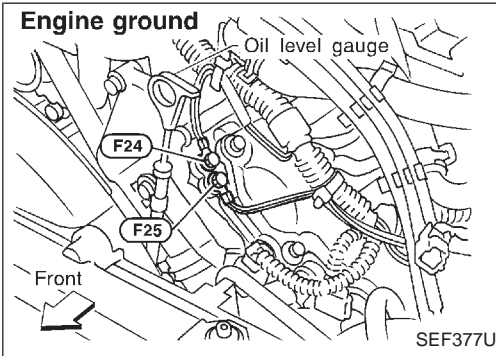 Engine ground
Oil level gauge
F24
F25
Front
SEF377U